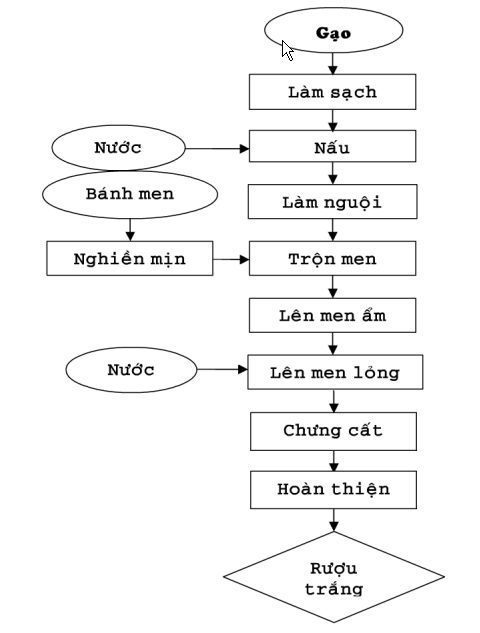 Gạo
Làm sạch
Nước
Nấu
Bánh men
Làm nguội
Nghiền mịn
Trộn men
Lên men ẩm
Nước
Lên men lỏng
Chưng cất
Hoàn thiện
Rượu
trắng